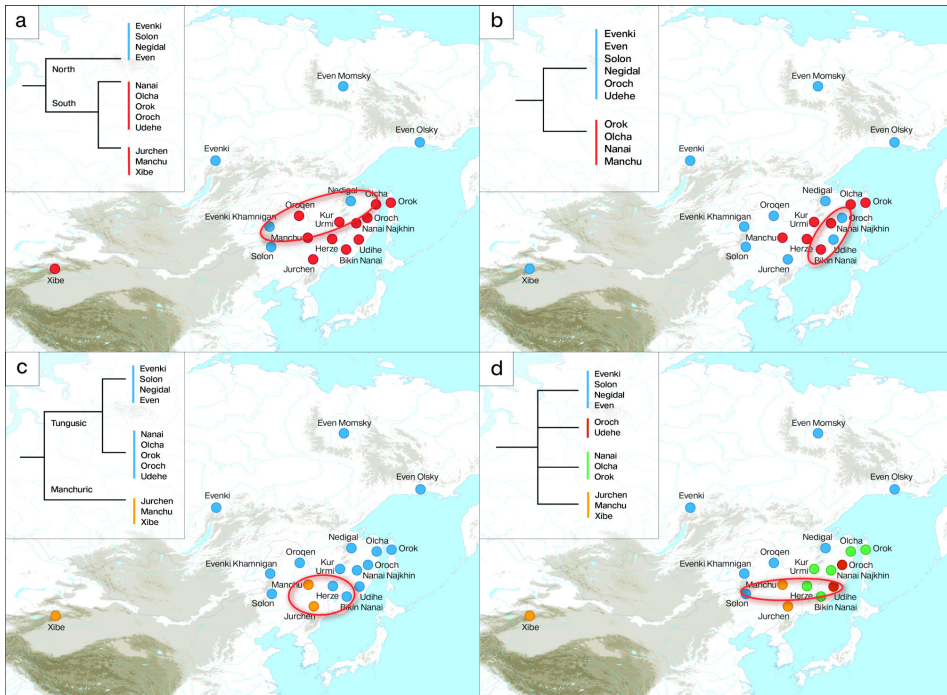 a
Evenki
Solon
Negidal
Even
North
South
Nanai
Olcha
Orok
Oroch
Udehe
Jurchen
Manchu
Xibe
Even Momsky
Even Olsky
Evenki
Nedigal
Olcha
Orok
Oroqen
Kur
Urmi
Oroch
Evenki Khamnigan
Nanai Najkhin
Manchu
Herze
Udihe
Solon
Bikin Nanai
Jurchen
Xibe
b
Evenki
Even
Solon
Negidal
Oroch
Udehe
Orok
Olcha
Nanai
Manchu
Even Momsky
Even Olsky
Evenki
Nedigal
Olcha
Orok
Oroqen
Kur
Urmi
Oroch
Evenki Khamnigan
Nanai Najkhin
Manchu
Herze
Udihe
Solon
Bikin Nanai
Jurchen
Xibe
c
Evenki
Solon
Negidal
Even
Tungusic
Nanai
Olcha
Orok
Oroch
Udehe
Manchuric
Jurchen
Manchu
Xibe
Even Momsky
Even Olsky
Evenki
Nedigal
Olcha
Orok
Oroqen
Kur
Urmi
Oroch
Evenki Khamnigan
Nanai Najkhin
Manchu
Herze
Udihe
Solon
Bikin Nanai
Jurchen
Xibe
d
Evenki
Solon
Negidal
Even
Oroch
Udehe
Nanai
Olcha
Orok
Jurchen
Manchu
Xibe
Even Momsky
Even Olsky
Evenki
Nedigal
Olcha
Orok
Oroqen
Kur
Urmi
Oroch
Evenki Khamnigan
Nanai Najkhin
Manchu
Herze
Udihe
Solon
Bikin Nanai
Jurchen
Xibe